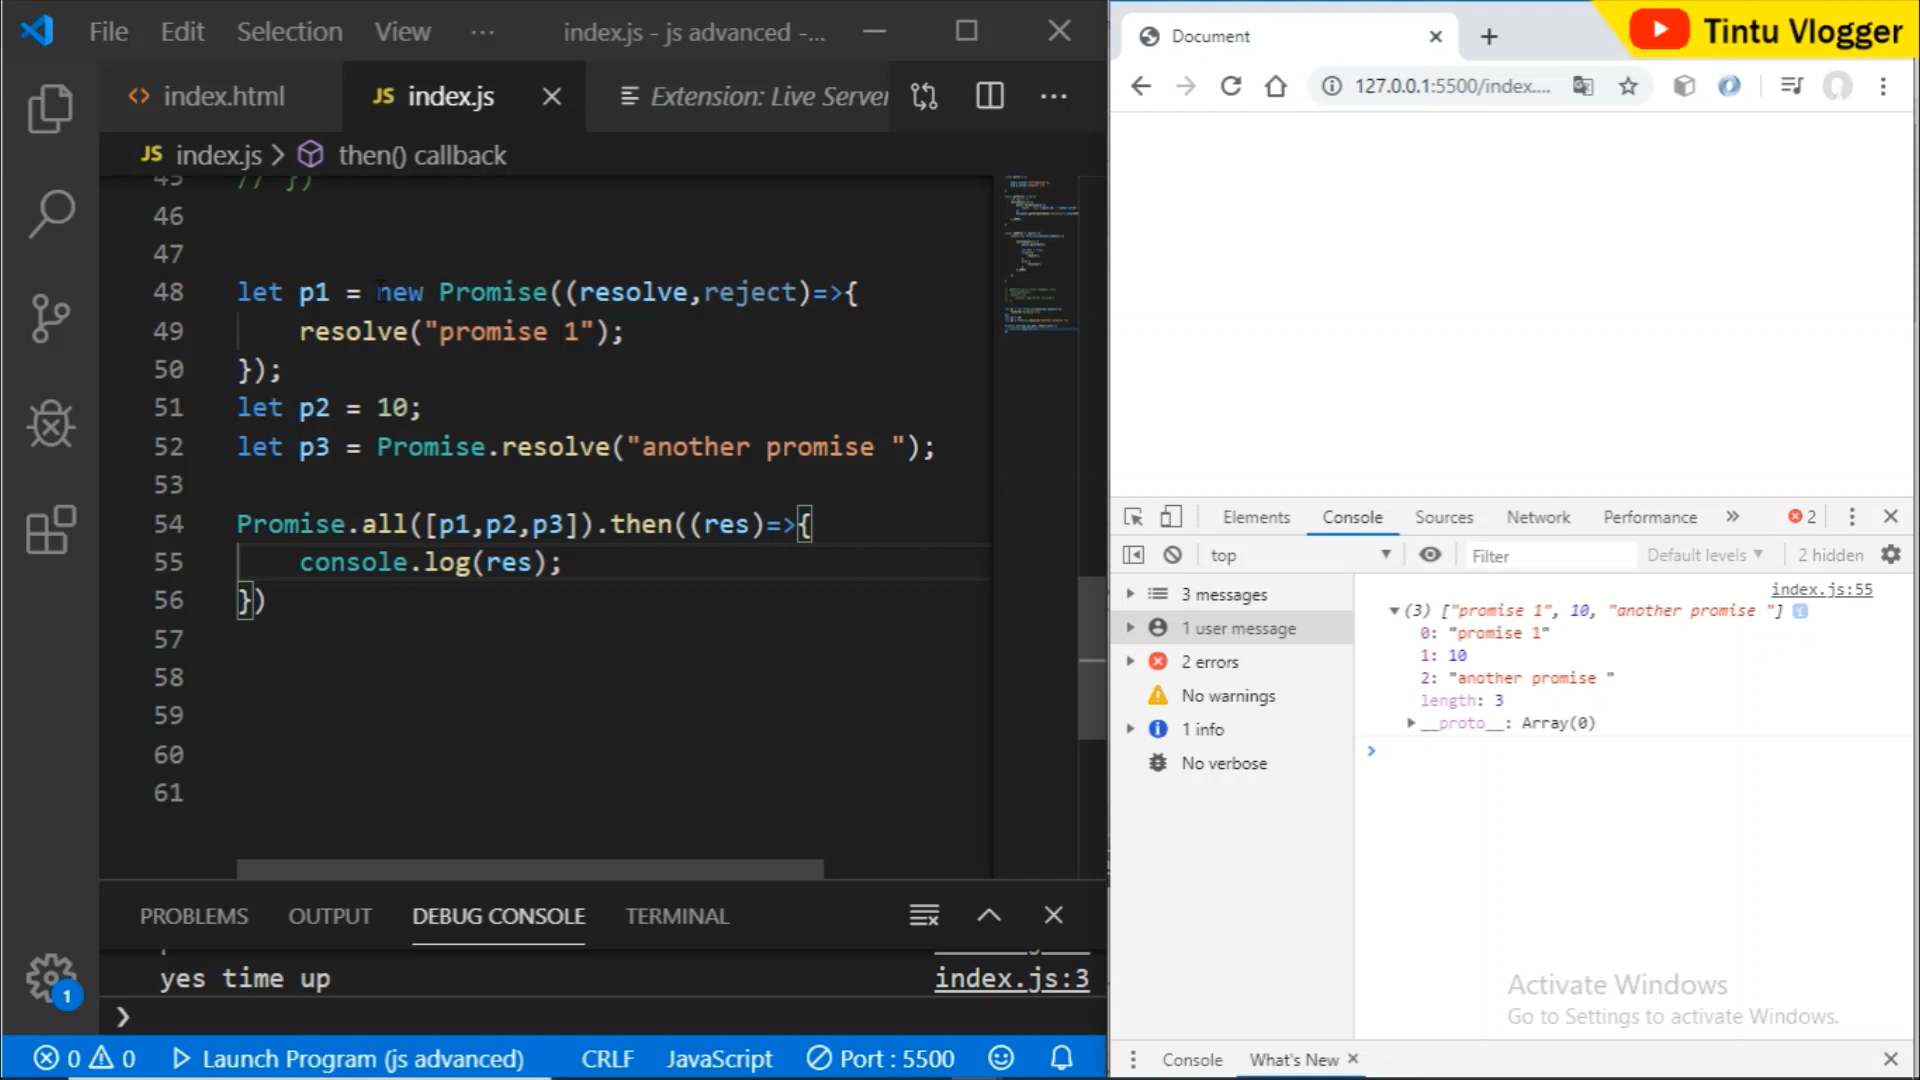 File Edit Selection View ··· index.js - js advanced -...
index.html JS index.js Extension: Live Server
JS index.js > then() callback
45 // })
46
47
48 let p1 = new Promise((resolve,reject)=>{
49 resolve("promise 1");
50 });
51 let p2 = 10;
52 let p3 = Promise.resolve("another promise ");
53
54 Promise.all([p1,p2,p3]).then((res)=>{
55 console.log(res);
56 })
57
58
59
60
61
PROBLEMS OUTPUT DEBUG CONSOLE TERMINAL
yes time up index.js:3
1
0 0 Launch Program (js advanced) CRLF JavaScript Port : 5500
Document
Tintu Vlogger
127.0.0.1:5500/index....
Elements Console Sources Network Performance » 2
top Filter Default levels 2 hidden
3 messages
1 user message
2 errors
No warnings
1 info
No verbose
index.js:55
(3) ["promise 1", 10, "another promise "]
0: "promise 1"
1: 10
2: "another promise "
length: 3
__proto__: Array(0)
Activate Windows
Go to Settings to activate Windows.
Console What's New